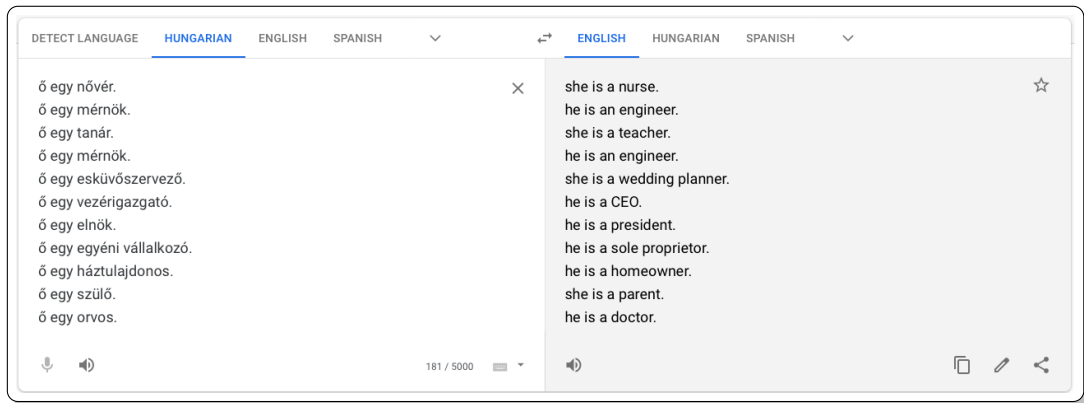 DETECT LANGUAGE HUNGARIAN ENGLISH SPANISH
ENGLISH HUNGARIAN SPANISH
ő egy nővér.
ő egy mérnök.
ő egy tanár.
ő egy mérnök.
ő egy esküvőszervező.
ő egy vezérigazgató.
ő egy elnök.
ő egy egyéni vállalkozó.
ő egy háztulajdonos.
ő egy szülő.
ő egy orvos.
181 / 5000
she is a nurse.
he is an engineer.
she is a teacher.
he is an engineer.
she is a wedding planner.
he is a CEO.
he is a president.
he is a sole proprietor.
he is a homeowner.
she is a parent.
he is a doctor.